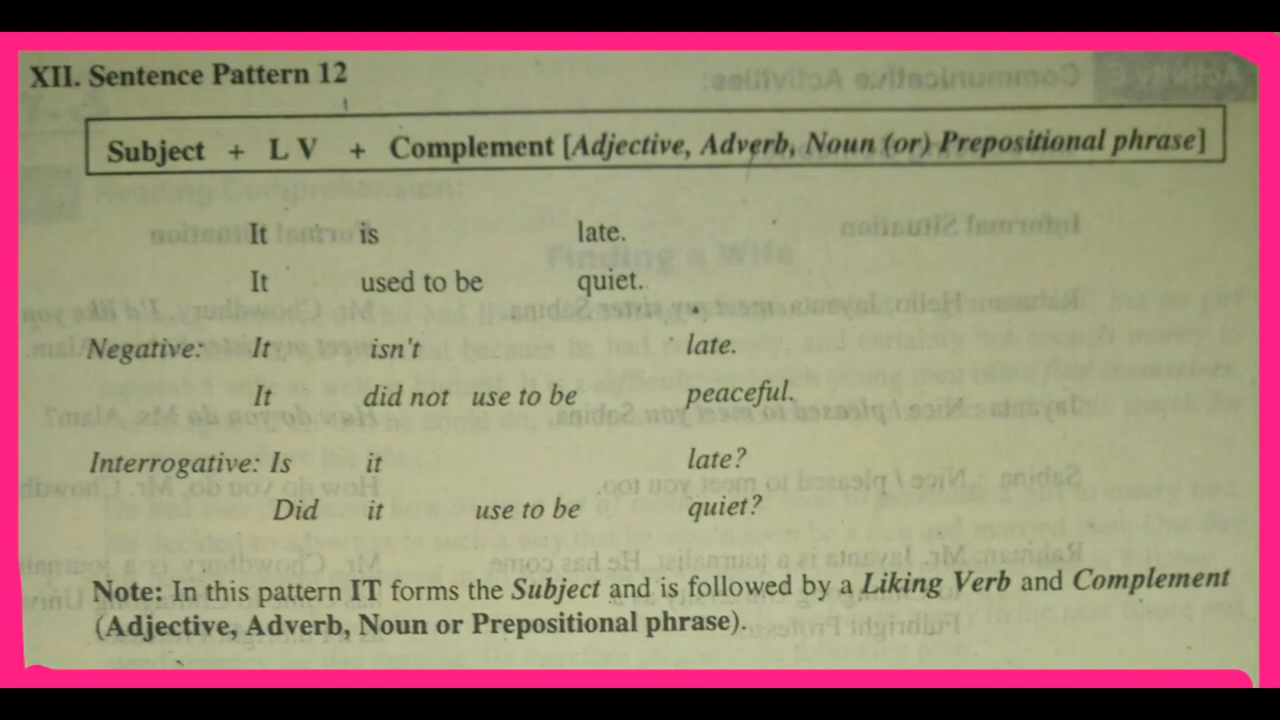 XII. Sentence Pattern 12
Subject + L V + Complement [Adjective, Adverb, Noun (or) Prepositional phrase]
It is late.
It used to be quiet.
Negative: It isn't late.
It did not use to be peaceful.
Interrogative: Is it late?
Did it use to be quiet?
Note: In this pattern IT forms the Subject and is followed by a Liking Verb and Complement
(Adjective, Adverb, Noun or Prepositional phrase).